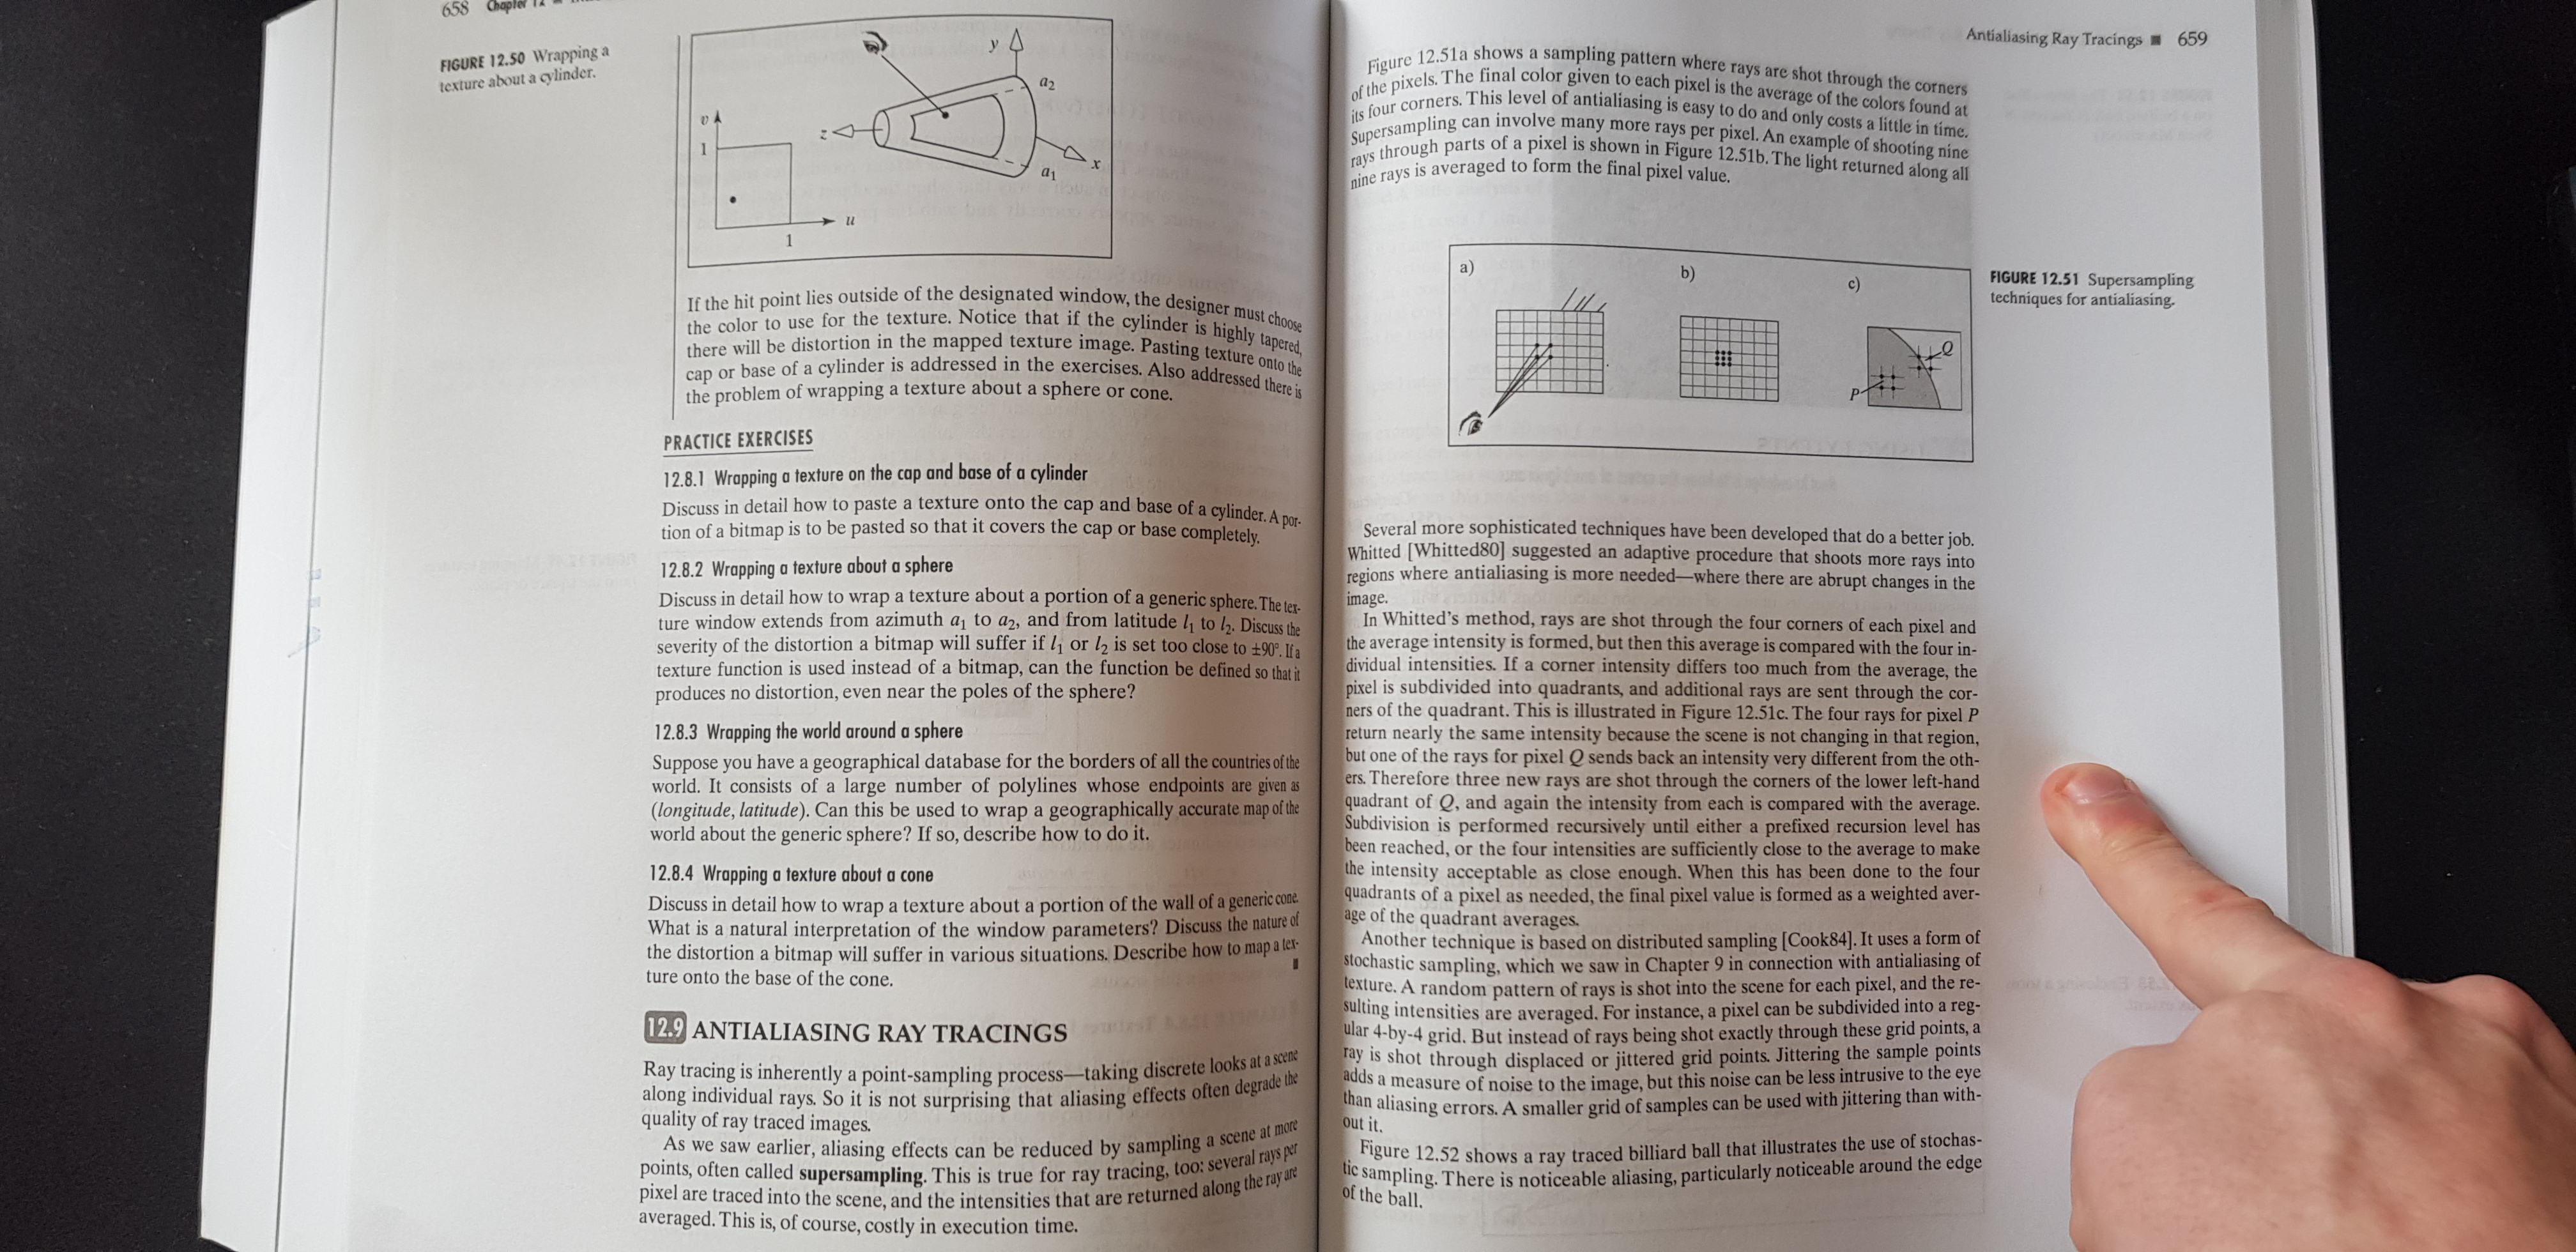 658 Chapter 12
FIGURE 12.50 Wrapping a
texture about a cylinder.
y
a2
v
z
1
x
a1
u
1
If the hit point lies outside of the designated window, the designer must choose
the color to use for the texture. Notice that if the cylinder is highly tapered,
there will be distortion in the mapped texture image. Pasting texture onto the
cap or base of a cylinder is addressed in the exercises. Also addressed there is
the problem of wrapping a texture about a sphere or cone.
PRACTICE EXERCISES
12.8.1 Wrapping a texture on the cap and base of a cylinder
Discuss in detail how to paste a texture onto the cap and base of a cylinder. A por-
tion of a bitmap is to be pasted so that it covers the cap or base completely.
12.8.2 Wrapping a texture about a sphere
Discuss in detail how to wrap a texture about a portion of a generic sphere. The tex-
ture window extends from azimuth a1 to a2, and from latitude l1 to l2. Discuss the
severity of the distortion a bitmap will suffer if l1 or l2 is set too close to ±90°. If a
texture function is used instead of a bitmap, can the function be defined so that it
produces no distortion, even near the poles of the sphere?
12.8.3 Wrapping the world around a sphere
Suppose you have a geographical database for the borders of all the countries of the
world. It consists of a large number of polylines whose endpoints are given as
(longitude, latitude). Can this be used to wrap a geographically accurate map of the
world about the generic sphere? If so, describe how to do it.
12.8.4 Wrapping a texture about a cone
Discuss in detail how to wrap a texture about a portion of the wall of a generic cone.
What is a natural interpretation of the window parameters? Discuss the nature of
the distortion a bitmap will suffer in various situations. Describe how to map a tex-
ture onto the base of the cone.
12.9 ANTIALIASING RAY TRACINGS
Ray tracing is inherently a point-sampling process—taking discrete looks at a scene
along individual rays. So it is not surprising that aliasing effects often degrade the
quality of ray traced images.
As we saw earlier, aliasing effects can be reduced by sampling a scene at more
points, often called supersampling. This is true for ray tracing, too: several rays per
pixel are traced into the scene, and the intensities that are returned along the ray are
averaged. This is, of course, costly in execution time.
Antialiasing Ray Tracings ■ 659
Figure 12.51a shows a sampling pattern where rays are shot through the corners
of the pixels. The final color given to each pixel is the average of the colors found at
its four corners. This level of antialiasing is easy to do and only costs a little in time.
Supersampling can involve many more rays per pixel. An example of shooting nine
rays through parts of a pixel is shown in Figure 12.51b. The light returned along all
nine rays is averaged to form the final pixel value.
a)
b)
c)
Q
P
FIGURE 12.51 Supersampling
techniques for antialiasing.
Several more sophisticated techniques have been developed that do a better job.
Whitted [Whitted80] suggested an adaptive procedure that shoots more rays into
regions where antialiasing is more needed—where there are abrupt changes in the
image.
In Whitted's method, rays are shot through the four corners of each pixel and
the average intensity is formed, but then this average is compared with the four in-
dividual intensities. If a corner intensity differs too much from the average, the
pixel is subdivided into quadrants, and additional rays are sent through the cor-
ners of the quadrant. This is illustrated in Figure 12.51c. The four rays for pixel P
return nearly the same intensity because the scene is not changing in that region,
but one of the rays for pixel Q sends back an intensity very different from the oth-
ers. Therefore three new rays are shot through the corners of the lower left-hand
quadrant of Q, and again the intensity from each is compared with the average.
Subdivision is performed recursively until either a prefixed recursion level has
been reached, or the four intensities are sufficiently close to the average to make
the intensity acceptable as close enough. When this has been done to the four
quadrants of a pixel as needed, the final pixel value is formed as a weighted aver-
age of the quadrant averages.
Another technique is based on distributed sampling [Cook84]. It uses a form of
stochastic sampling, which we saw in Chapter 9 in connection with antialiasing of
texture. A random pattern of rays is shot into the scene for each pixel, and the re-
sulting intensities are averaged. For instance, a pixel can be subdivided into a reg-
ular 4-by-4 grid. But instead of rays being shot exactly through these grid points, a
ray is shot through displaced or jittered grid points. Jittering the sample points
adds a measure of noise to the image, but this noise can be less intrusive to the eye
than aliasing errors. A smaller grid of samples can be used with jittering than with-
out it.
Figure 12.52 shows a ray traced billiard ball that illustrates the use of stochas-
tic sampling. There is noticeable aliasing, particularly noticeable around the edge
of the ball.